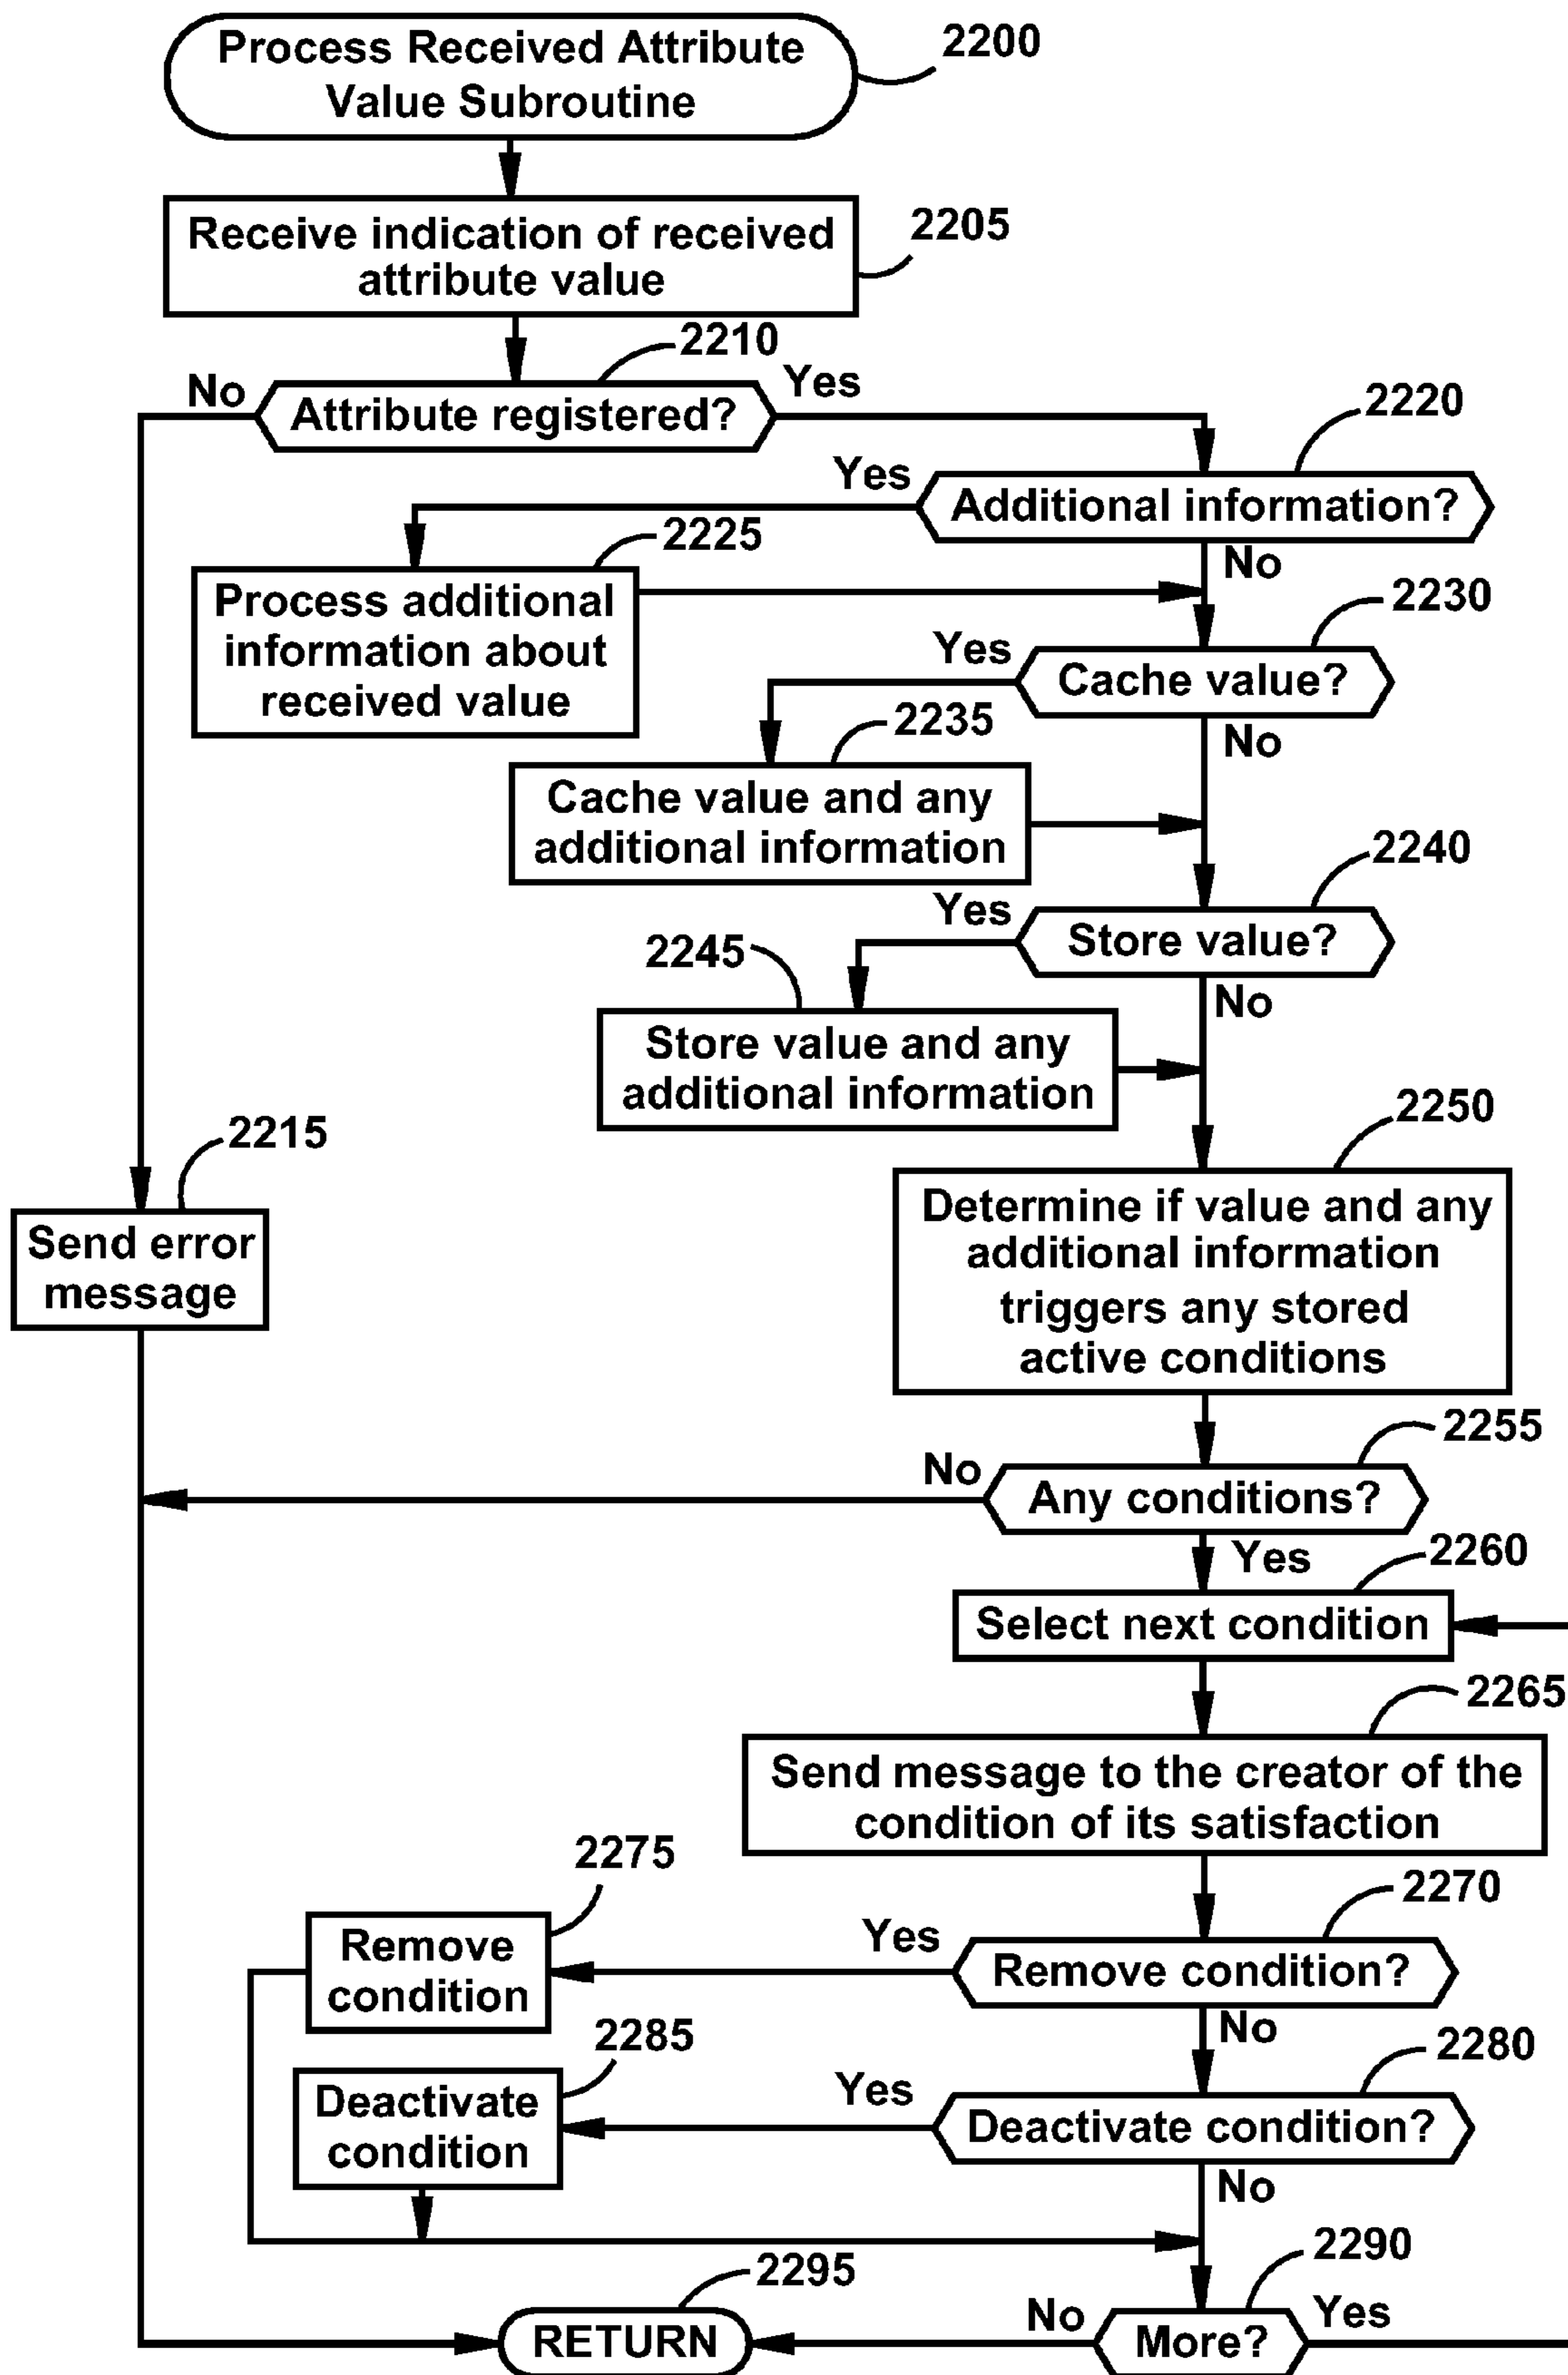 Process Received Attribute
Value Subroutine
2200
Receive indication of received
attribute value
2205
2210
No
Attribute registered?
Yes
2220
Yes
Additional information?
No
2225
Process additional
information about
received value
2230
Yes
Cache value?
No
2235
Cache value and any
additional information
2240
Yes
Store value?
No
2245
Store value and any
additional information
2250
Determine if value and any
additional information
triggers any stored
active conditions
2215
Send error
message
2255
No
Any conditions?
Yes
2260
Select next condition
2265
Send message to the creator of the
condition of its satisfaction
2270
Yes
Remove condition?
No
2275
Remove
condition
2280
Yes
Deactivate condition?
No
2285
Deactivate
condition
2290
No
More?
Yes
2295
RETURN